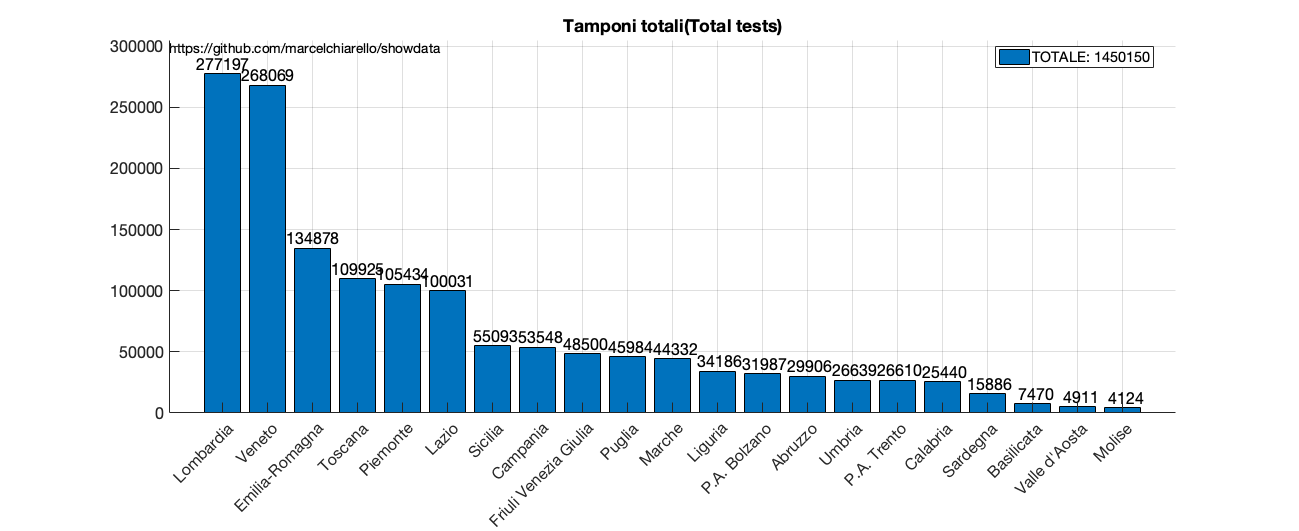 Tamponi totali(Total tests)
https://github.com/marcelchiarello/showdata
TOTALE: 1450150
300000
250000
200000
150000
100000
50000
0
277197
268069
134878
109925
105434
100031
55093
53548
48500
45984
44332
34186
31987
29906
26639
26610
25440
15886
7470
4911
4124
Lombardia
Veneto
Emilia-Romagna
Toscana
Piemonte
Lazio
Sicilia
Campania
Friuli Venezia Giulia
Puglia
Marche
Liguria
P.A. Bolzano
Abruzzo
Umbria
P.A. Trento
Calabria
Sardegna
Basilicata
Valle d'Aosta
Molise